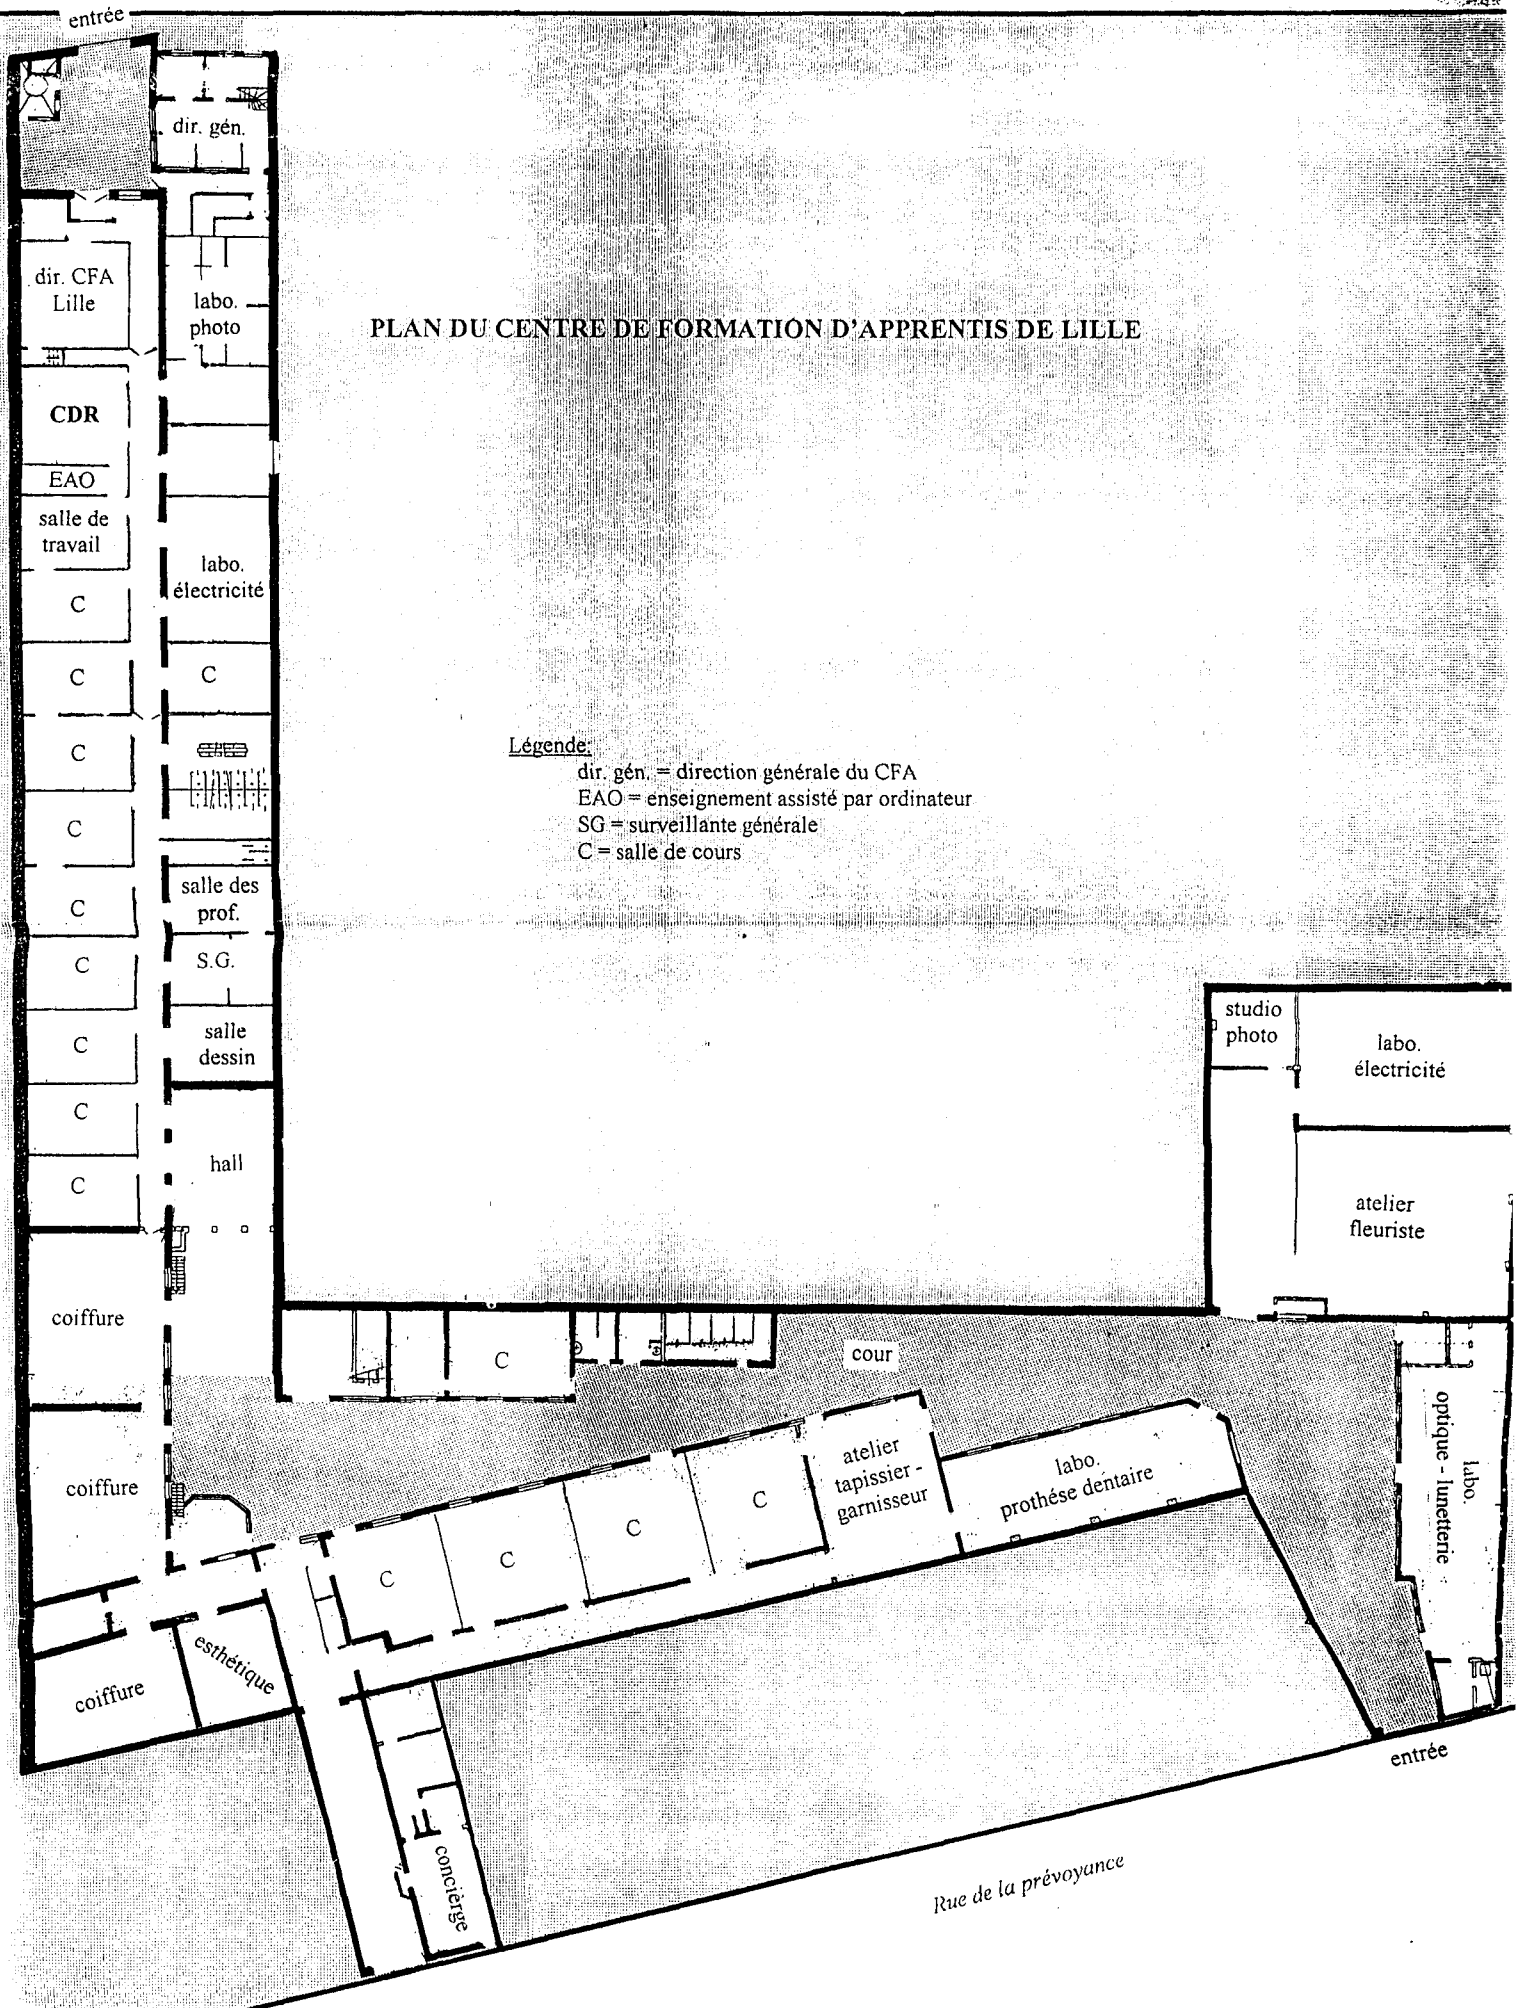 entrée
dir. gén.
dir. CFA
Lille
labo.
photo
PLAN DU CENTRE DE FORMATION D'APPRENTIS DE LILLE
CDR
EAO
salle de
travail
labo.
électricité
C
C
C
C
C
C
C
C
C
C
Légende:
dir. gén. = direction générale du CFA
EAO = enseignement assisté par ordinateur
SG = surveillante générale
C = salle de cours
salle des
prof.
S.G.
salle
dessin
hall
studio
photo
labo.
électricité
atelier
fleuriste
coiffure
coiffure
C
cour
C
C
C
C
atelier
tapissier -
garnisseur
labo.
prothése dentaire
labo.
optique - lunetterie
esthétique
coiffure
concièrge
entrée
Rue de la prévoyance